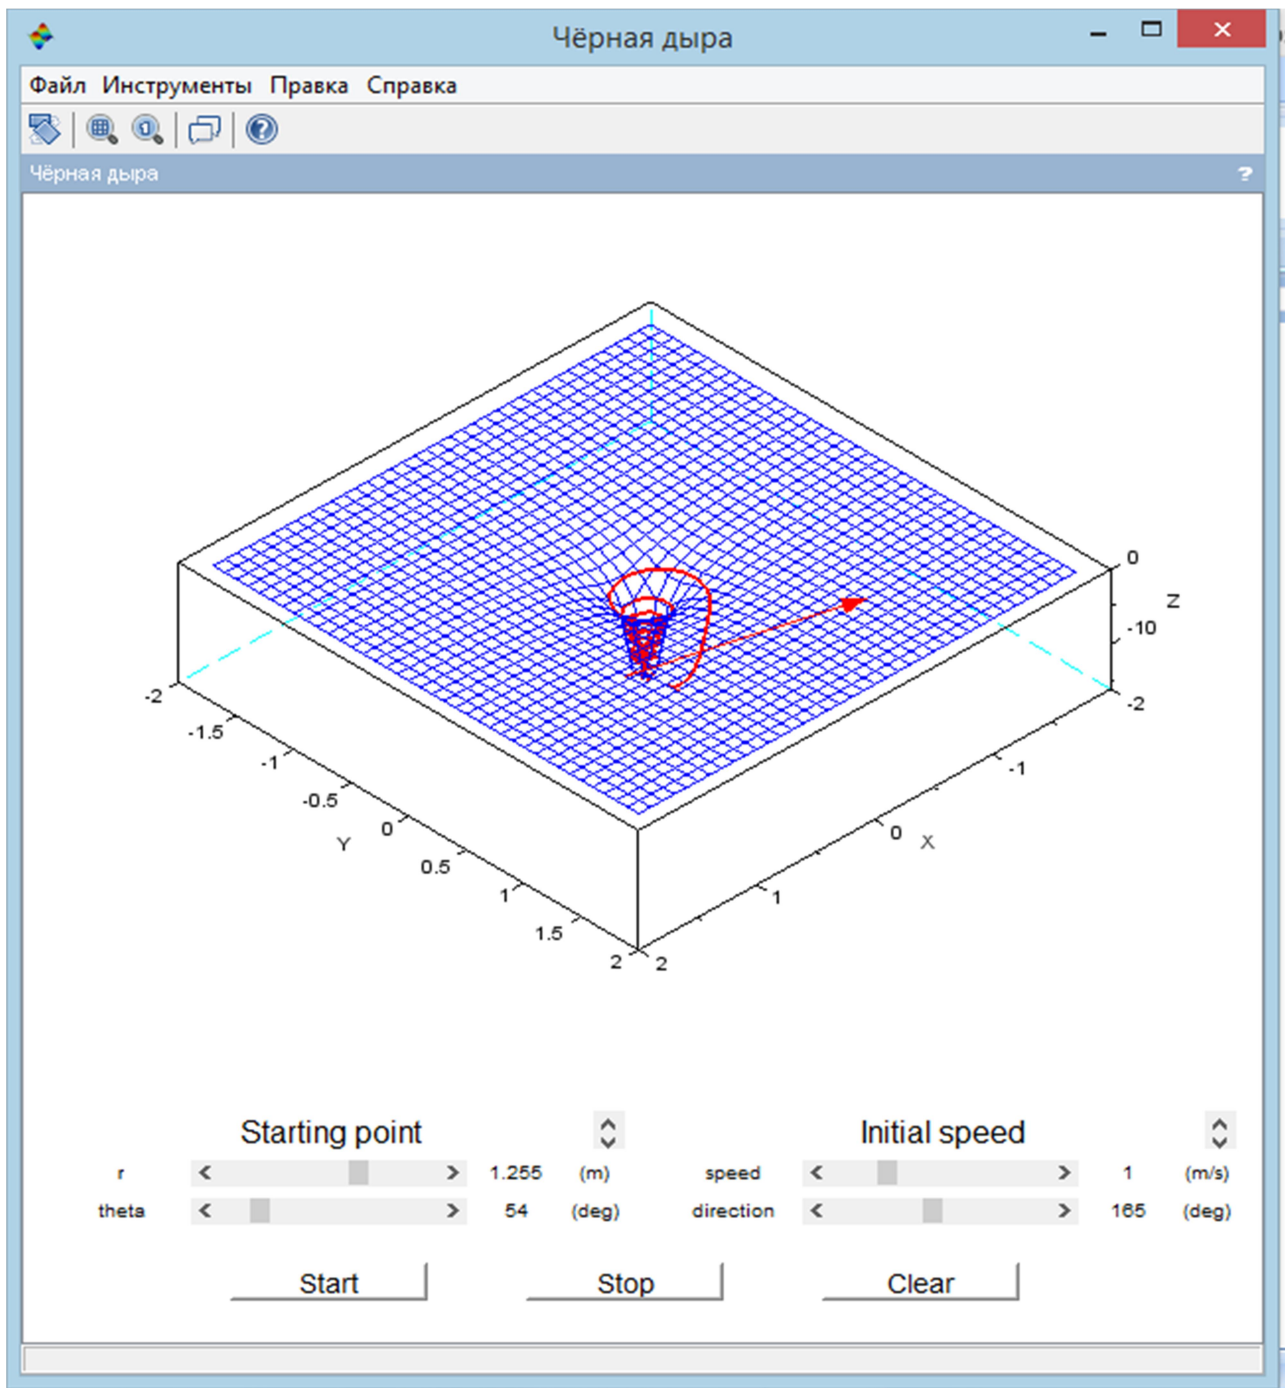 Чёрная дыра
Файл Инструменты Правка Справка
Чёрная дыра ?
0
Z
-10
-2
-2
-1.5
-1
-0.5
0
Y
0.5
1
1.5
2
2
1
0
X
-1
Starting point
Initial speed
r 1.255 (m) speed 1 (m/s)
theta 54 (deg) direction 165 (deg)
Start Stop Clear